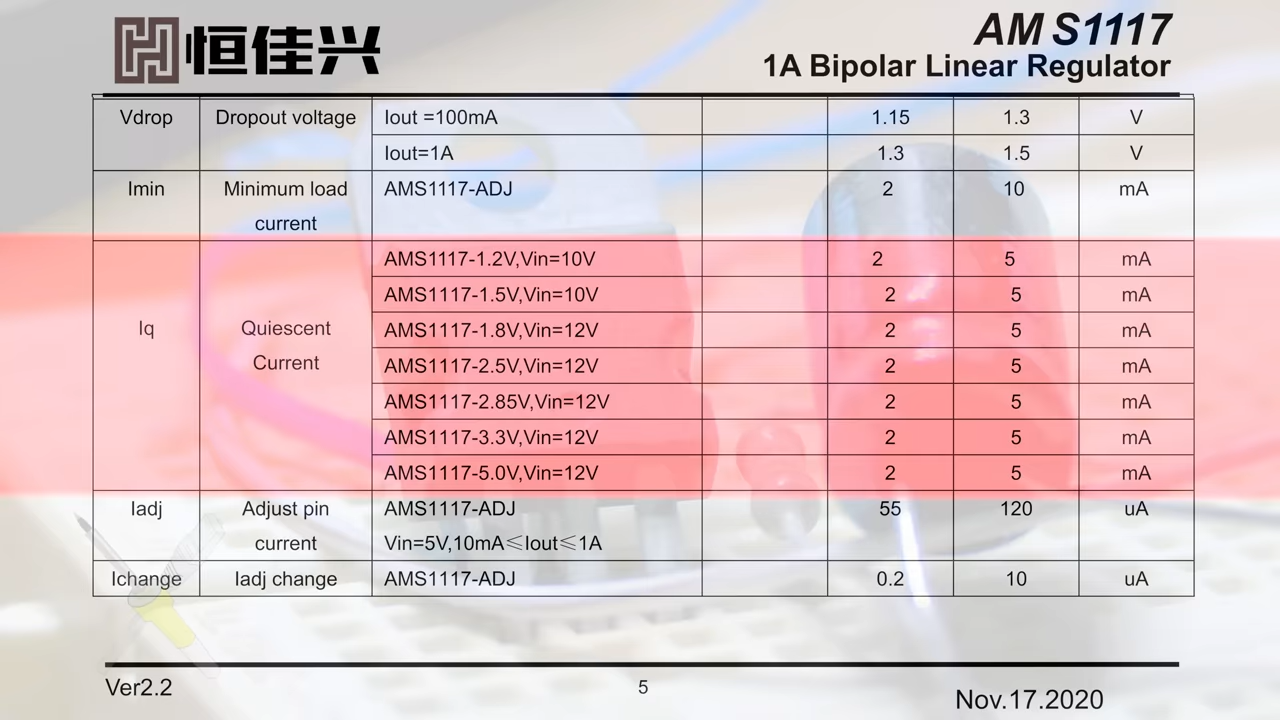 恒佳兴
AMS1117
1A Bipolar Linear Regulator
Vdrop Dropout voltage Iout =100mA 1.15 1.3 V
Iout=1A 1.3 1.5 V
Imin Minimum load current AMS1117-ADJ 2 10 mA
Iq Quiescent Current AMS1117-1.2V,Vin=10V 2 5 mA
AMS1117-1.5V,Vin=10V 2 5 mA
AMS1117-1.8V,Vin=12V 2 5 mA
AMS1117-2.5V,Vin=12V 2 5 mA
AMS1117-2.85V,Vin=12V 2 5 mA
AMS1117-3.3V,Vin=12V 2 5 mA
AMS1117-5.0V,Vin=12V 2 5 mA
Iadj Adjust pin current AMS1117-ADJ 55 120 uA
Vin=5V,10mA≤Iout≤1A
Ichange Iadj change AMS1117-ADJ 0.2 10 uA
Ver2.2 5 Nov.17.2020